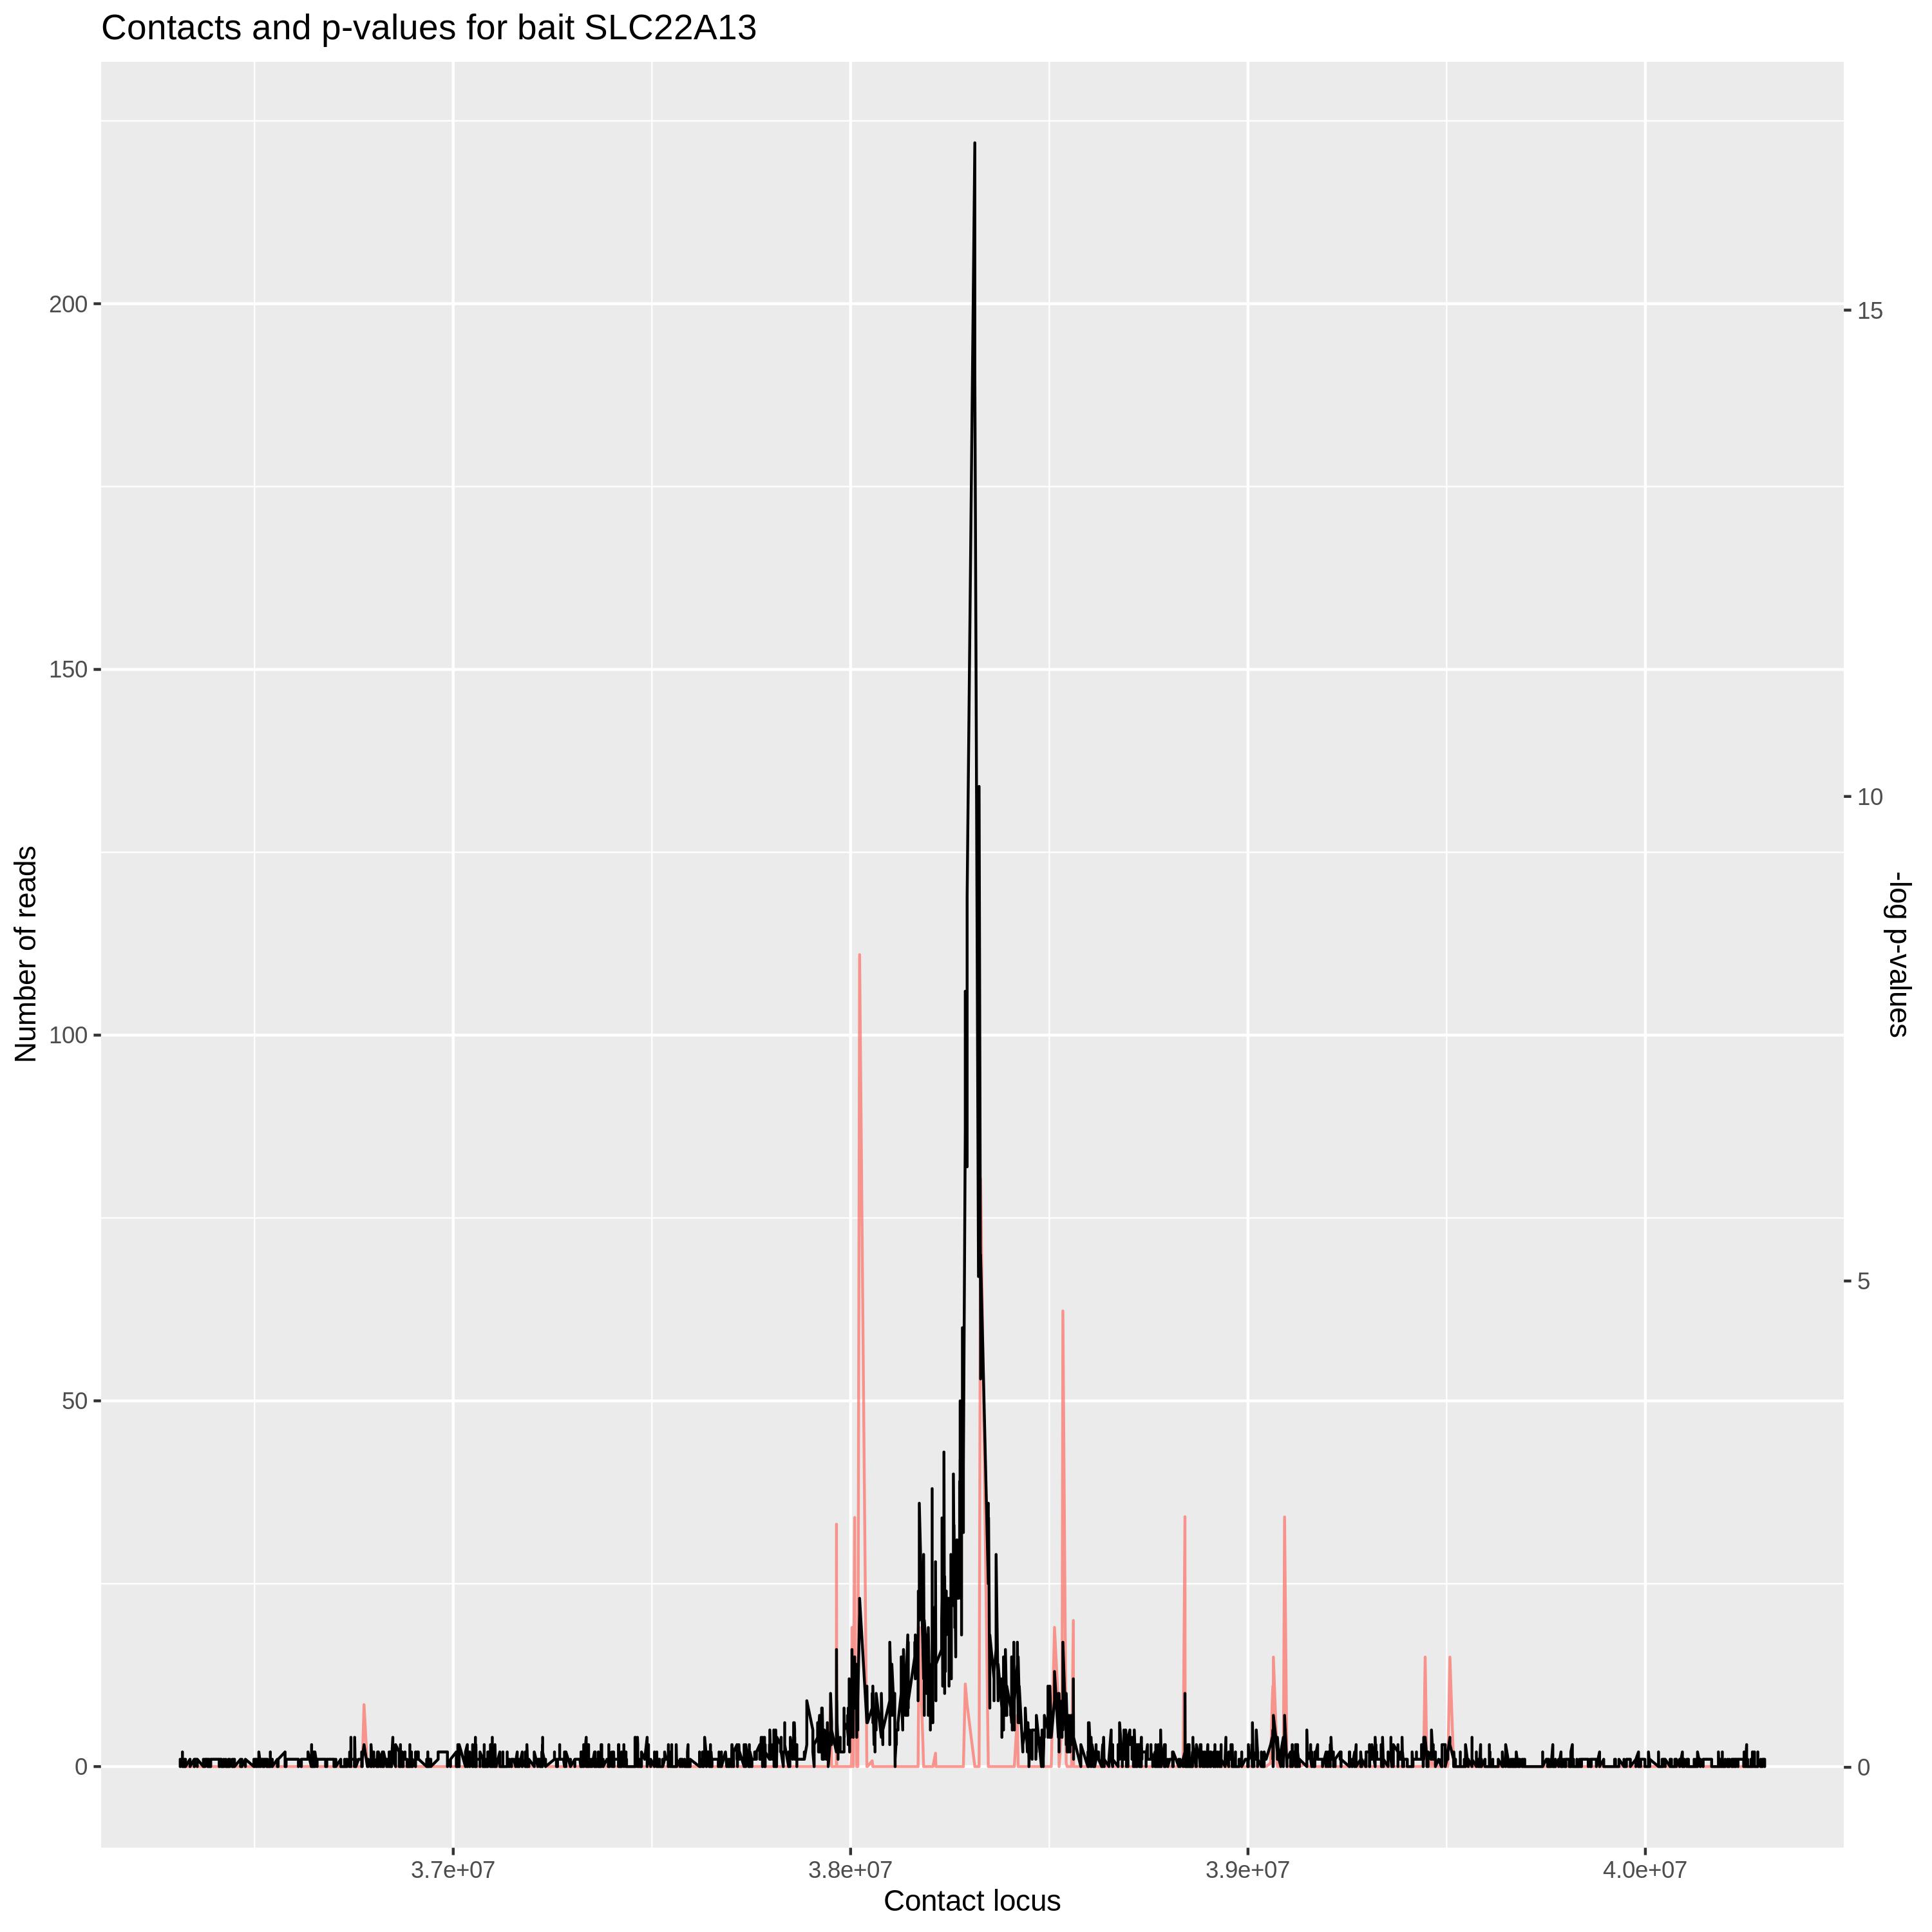 Contacts and p-values for bait SLC22A13
Number of reads
200
150
100
50
0
15
10
5
0
-log p-values
3.7e+07
3.8e+07
3.9e+07
4.0e+07
Contact locus